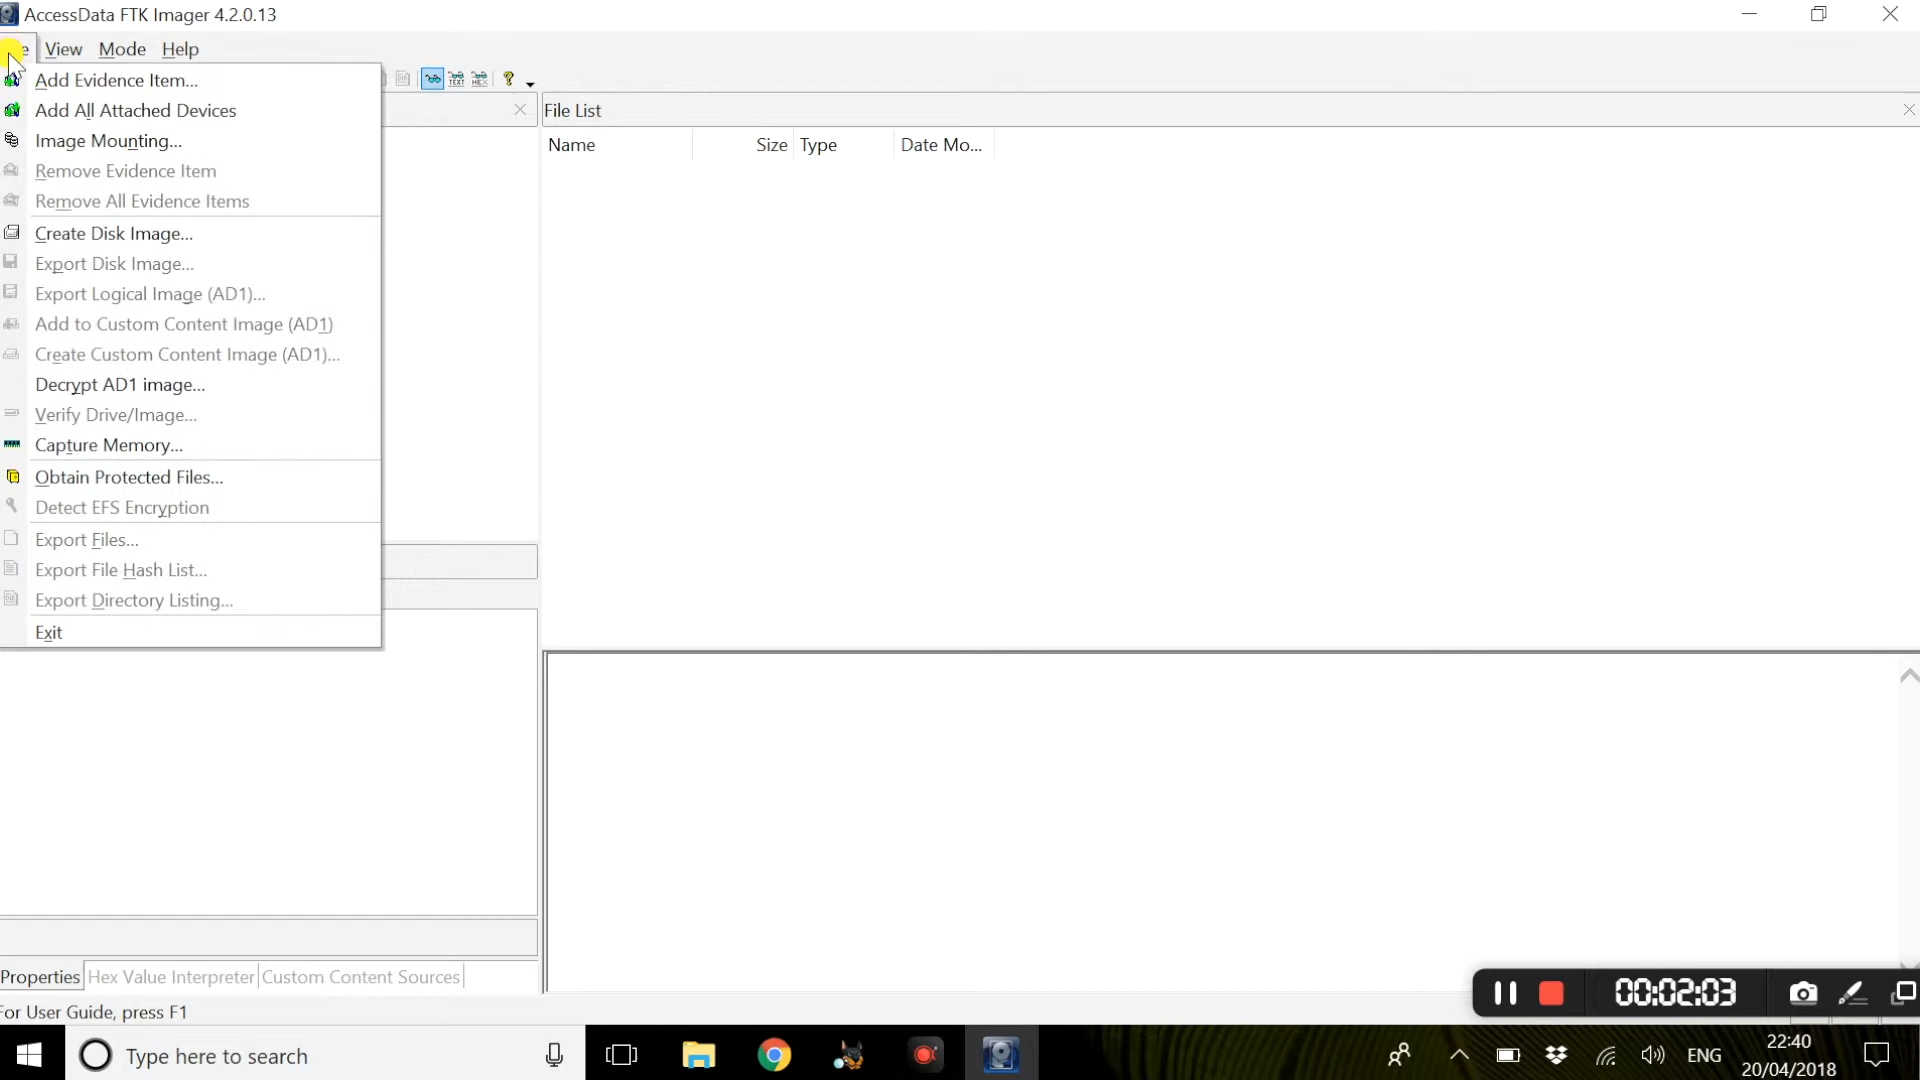 AccessData FTK Imager 4.2.0.13
View Mode Help
Add Evidence Item...
Add All Attached Devices
Image Mounting...
Remove Evidence Item
Remove All Evidence Items
Create Disk Image...
Export Disk Image...
Export Logical Image (AD1)...
Add to Custom Content Image (AD1)
Create Custom Content Image (AD1)...
Decrypt AD1 image...
Verify Drive/Image...
Capture Memory...
Obtain Protected Files...
Detect EFS Encryption
Export Files...
Export File Hash List...
Export Directory Listing...
Exit
TEXT HEX ?
File List
Name Size Type Date Mo...
Properties Hex Value Interpreter Custom Content Sources
or User Guide, press F1
00:02:03
Type here to search
ENG
22:40
20/04/2018